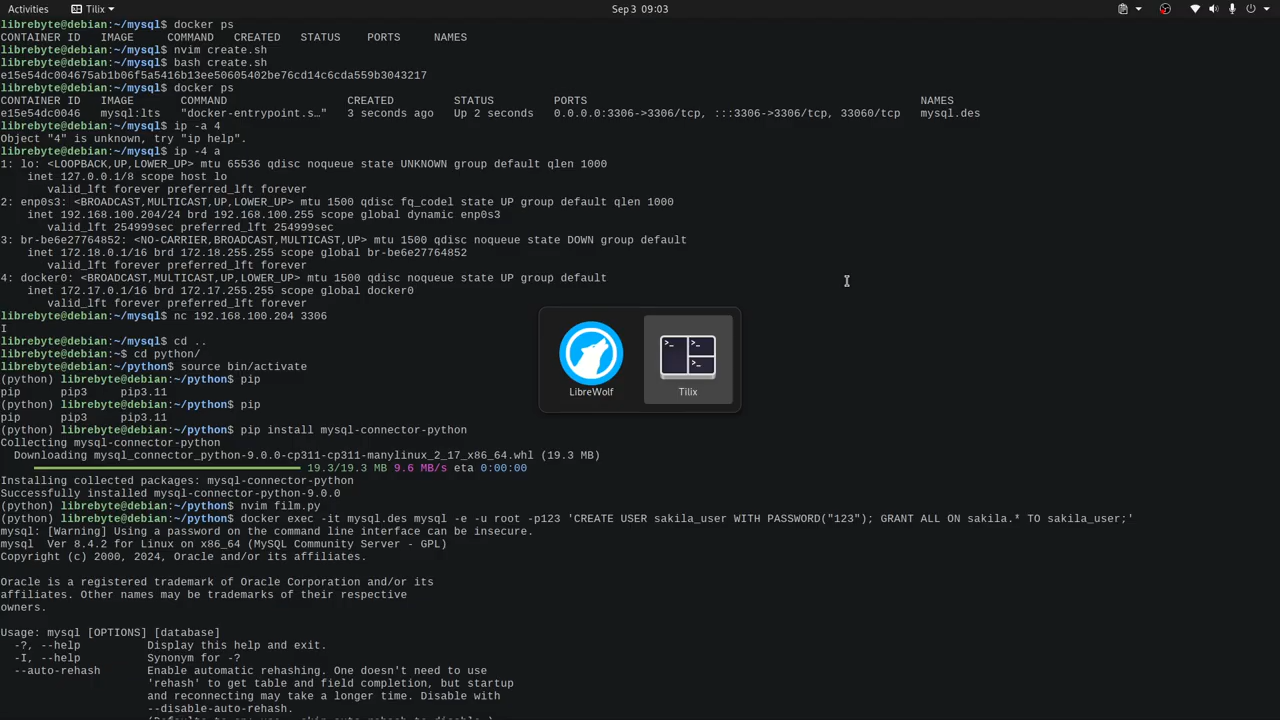 Activities Tilix Sep 3 09:03
librebyte@debian:~/mysql$ docker ps
CONTAINER ID   IMAGE     COMMAND   CREATED   STATUS    PORTS     NAMES
librebyte@debian:~/mysql$ nvim create.sh
librebyte@debian:~/mysql$ bash create.sh
e15e54dc004675ab1b06f5a5416b13ee50605402be76cd14c6cda559b3043217
librebyte@debian:~/mysql$ docker ps
CONTAINER ID   IMAGE       COMMAND                  CREATED         STATUS         PORTS                                                  NAMES
e15e54dc0046   mysql:lts   "docker-entrypoint.s…"   3 seconds ago   Up 2 seconds   0.0.0.0:3306->3306/tcp, :::3306->3306/tcp, 33060/tcp   mysql.des
librebyte@debian:~/mysql$ ip -a 4
Object "4" is unknown, try "ip help".
librebyte@debian:~/mysql$ ip -4 a
1: lo: <LOOPBACK,UP,LOWER_UP> mtu 65536 qdisc noqueue state UNKNOWN group default qlen 1000
    inet 127.0.0.1/8 scope host lo
       valid_lft forever preferred_lft forever
2: enp0s3: <BROADCAST,MULTICAST,UP,LOWER_UP> mtu 1500 qdisc fq_codel state UP group default qlen 1000
    inet 192.168.100.204/24 brd 192.168.100.255 scope global dynamic enp0s3
       valid_lft 254999sec preferred_lft 254999sec
3: br-be6e27764852: <NO-CARRIER,BROADCAST,MULTICAST,UP> mtu 1500 qdisc noqueue state DOWN group default
    inet 172.18.0.1/16 brd 172.18.255.255 scope global br-be6e27764852
       valid_lft forever preferred_lft forever
4: docker0: <BROADCAST,MULTICAST,UP,LOWER_UP> mtu 1500 qdisc noqueue state UP group default
    inet 172.17.0.1/16 brd 172.17.255.255 scope global docker0
       valid_lft forever preferred_lft forever
librebyte@debian:~/mysql$ nc 192.168.100.204 3306
I
librebyte@debian:~/mysql$ cd ..
librebyte@debian:~$ cd python/
librebyte@debian:~/python$ source bin/activate
(python) librebyte@debian:~/python$ pip
pip      pip3     pip3.11
(python) librebyte@debian:~/python$ pip
pip      pip3     pip3.11
(python) librebyte@debian:~/python$ pip install mysql-connector-python
Collecting mysql-connector-python
  Downloading mysql_connector_python-9.0.0-cp311-cp311-manylinux_2_17_x86_64.whl (19.3 MB)
19.3/19.3 MB 9.6 MB/s eta 0:00:00
Installing collected packages: mysql-connector-python
Successfully installed mysql-connector-python-9.0.0
(python) librebyte@debian:~/python$ nvim film.py
(python) librebyte@debian:~/python$ docker exec -it mysql.des mysql -e -u root -p123 'CREATE USER sakila_user WITH PASSWORD("123"); GRANT ALL ON sakila.* TO sakila_user;'
mysql: [Warning] Using a password on the command line interface can be insecure.
mysql  Ver 8.4.2 for Linux on x86_64 (MySQL Community Server - GPL)
Copyright (c) 2000, 2024, Oracle and/or its affiliates.
Oracle is a registered trademark of Oracle Corporation and/or its
affiliates. Other names may be trademarks of their respective
owners.
Usage: mysql [OPTIONS] [database]
  -?, --help          Display this help and exit.
  -I, --help          Synonym for -?
  --auto-rehash       Enable automatic rehashing. One doesn't need to use
                      'rehash' to get table and field completion, but startup
                      and reconnecting may take a longer time. Disable with
                      --disable-auto-rehash.
LibreWolf
Tilix